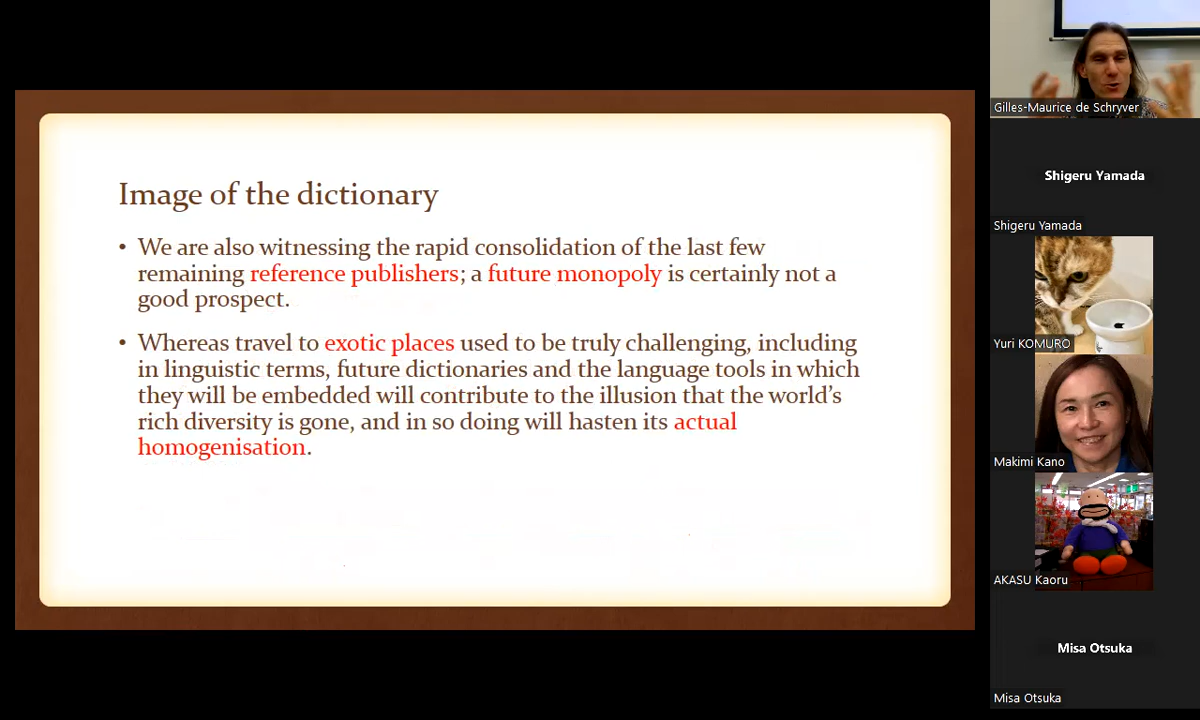 Image of the dictionary
• We are also witnessing the rapid consolidation of the last few
remaining reference publishers; a future monopoly is certainly not a
good prospect.
• Whereas travel to exotic places used to be truly challenging, including
in linguistic terms, future dictionaries and the language tools in which
they will be embedded will contribute to the illusion that the world’s
rich diversity is gone, and in so doing will hasten its actual
homogenisation.
Gilles-Maurice de Schryver
Shigeru Yamada
Shigeru Yamada
Yuri KOMURO
Makimi Kano
AKASU Kaoru
Misa Otsuka
Misa Otsuka